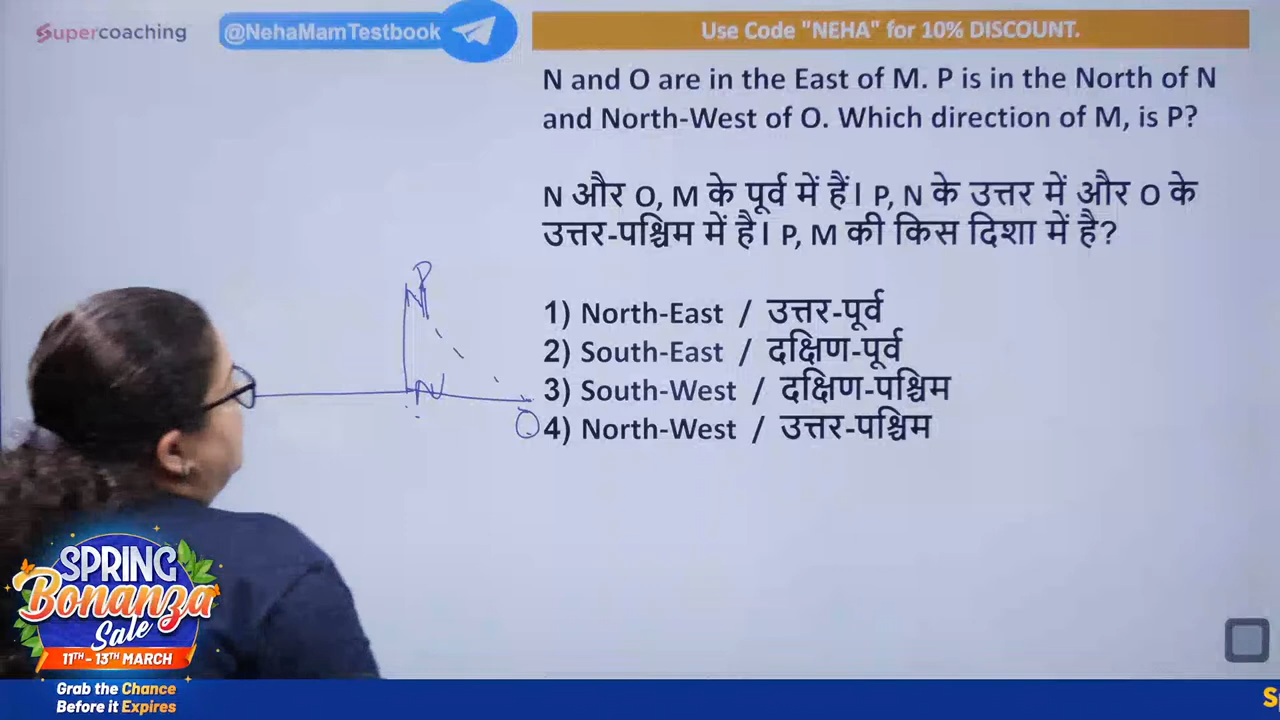 Supercoaching
@NehaMamTestbook
Use Code "NEHA" for 10% DISCOUNT.
N and O are in the East of M. P is in the North of N
and North-West of O. Which direction of M, is P?
N और O, M के पूर्व में हैं। P, N के उत्तर में और O के
उत्तर-पश्चिम में है। P, M की किस दिशा में है?
1) North-East / उत्तर-पूर्व
2) South-East / दक्षिण-पूर्व
3) South-West / दक्षिण-पश्चिम
4) North-West / उत्तर-पश्चिम
P
N
O
SPRING
Bonanza
Sale
11TH - 13TH MARCH
Grab the Chance
Before it Expires